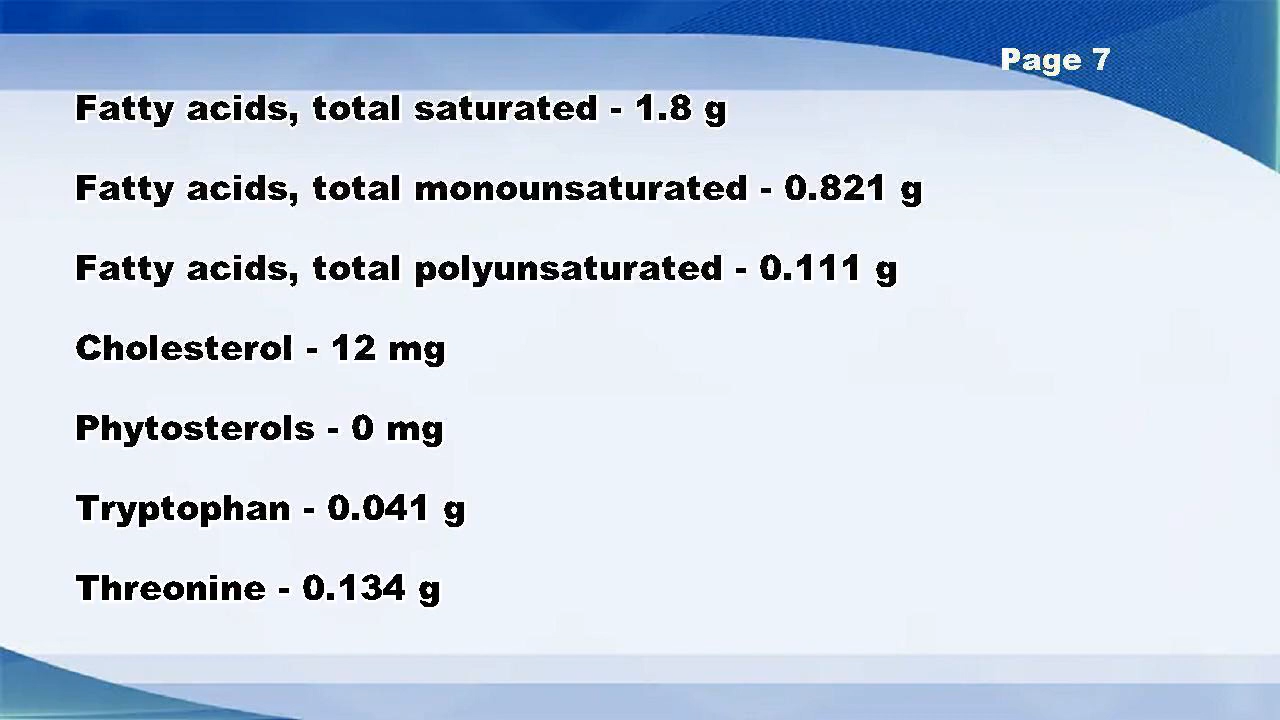 Page 7
Fatty acids, total saturated - 1.8 g
Fatty acids, total monounsaturated - 0.821 g
Fatty acids, total polyunsaturated - 0.111 g
Cholesterol - 12 mg
Phytosterols - 0 mg
Tryptophan - 0.041 g
Threonine - 0.134 g